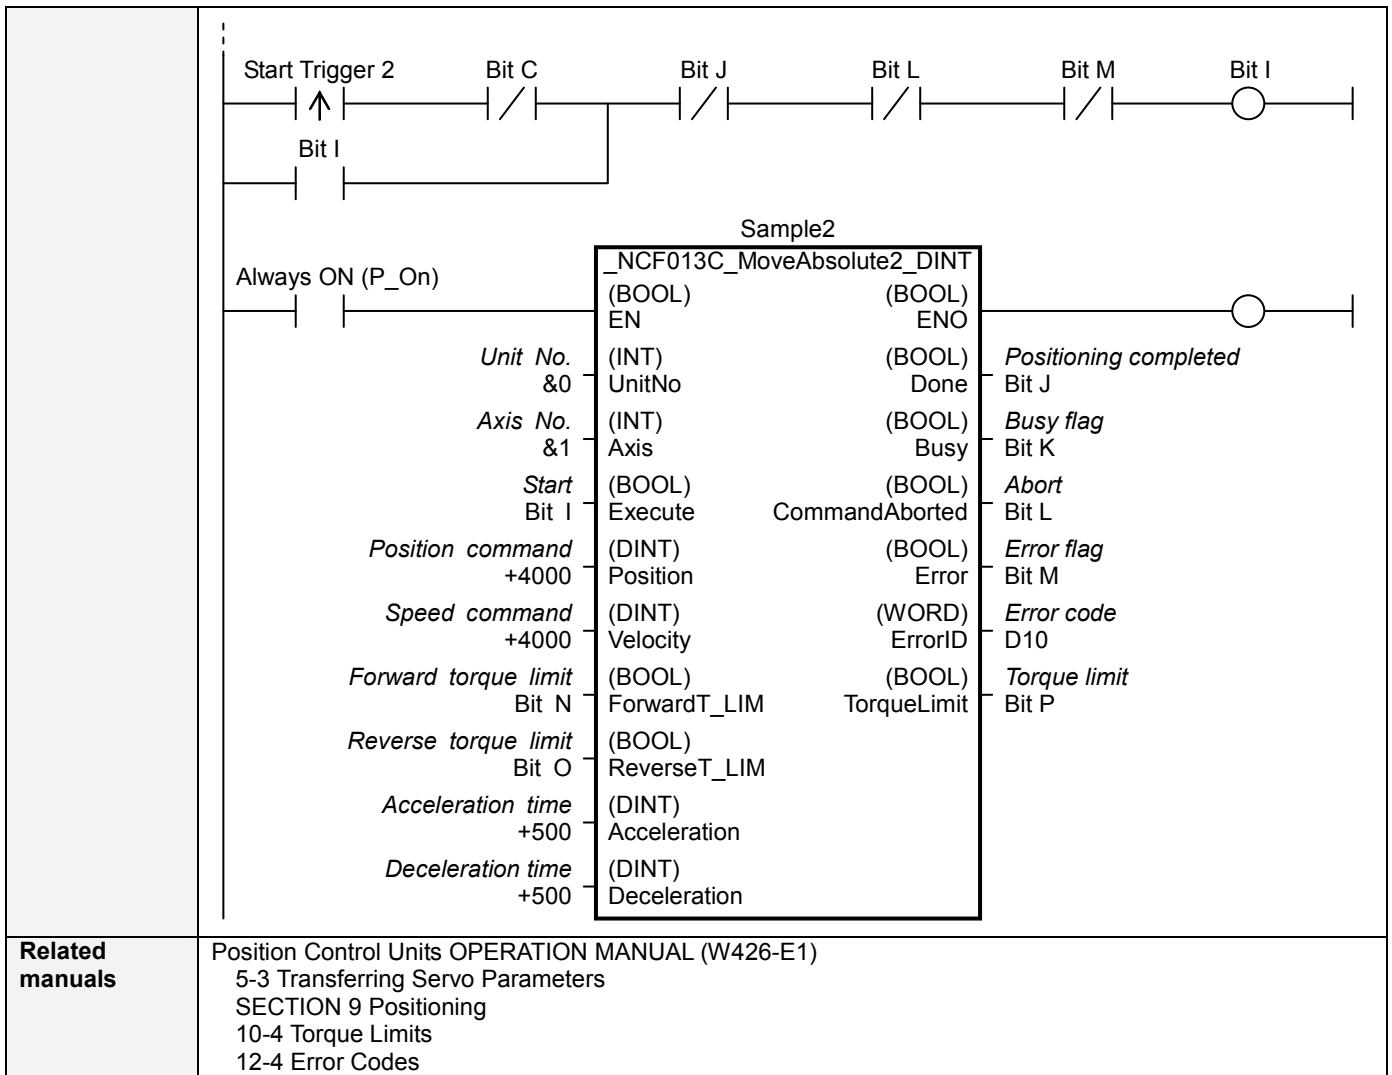 Start Trigger 2 Bit C Bit J Bit L Bit M Bit I
Bit I
Sample2
_NCF013C_MoveAbsolute2_DINT
Always ON (P_On)
(BOOL) (BOOL)
EN ENO
Unit No. (INT) (BOOL) Positioning completed
&0 UnitNo Done Bit J
Axis No. (INT) (BOOL) Busy flag
&1 Axis Busy Bit K
Start (BOOL) (BOOL) Abort
Bit I Execute CommandAborted Bit L
Position command (DINT) (BOOL) Error flag
+4000 Position Error Bit M
Speed command (DINT) (WORD) Error code
+4000 Velocity ErrorID D10
Forward torque limit (BOOL) (BOOL) Torque limit
Bit N ForwardT_LIM TorqueLimit Bit P
Reverse torque limit (BOOL)
Bit O ReverseT_LIM
Acceleration time (DINT)
+500 Acceleration
Deceleration time (DINT)
+500 Deceleration
Related manuals
Position Control Units OPERATION MANUAL (W426-E1)
5-3 Transferring Servo Parameters
SECTION 9 Positioning
10-4 Torque Limits
12-4 Error Codes